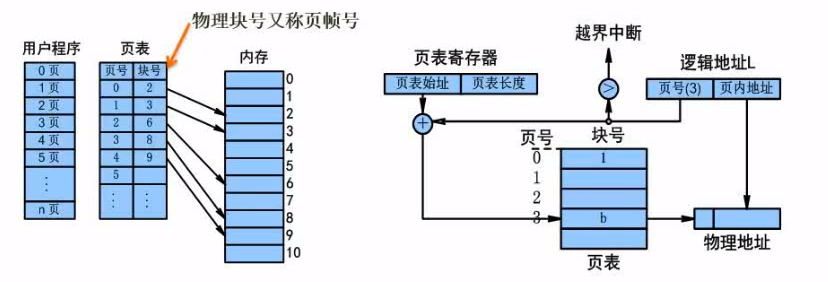 物理块号又称页帧号
用户程序
0页
1页
2页
3页
4页
5页
⋮
n页
页表
页号 块号
0 2
1 3
2 6
3 8
4 9
5
⋮ ⋮
内存
0
1
2
3
4
5
6
7
8
9
10
越界中断
页表寄存器
页表始址 页表长度
>
逻辑地址L
页号(3) 页内地址
+
页号
块号
0 1
1
2
3 b
页表
物理地址